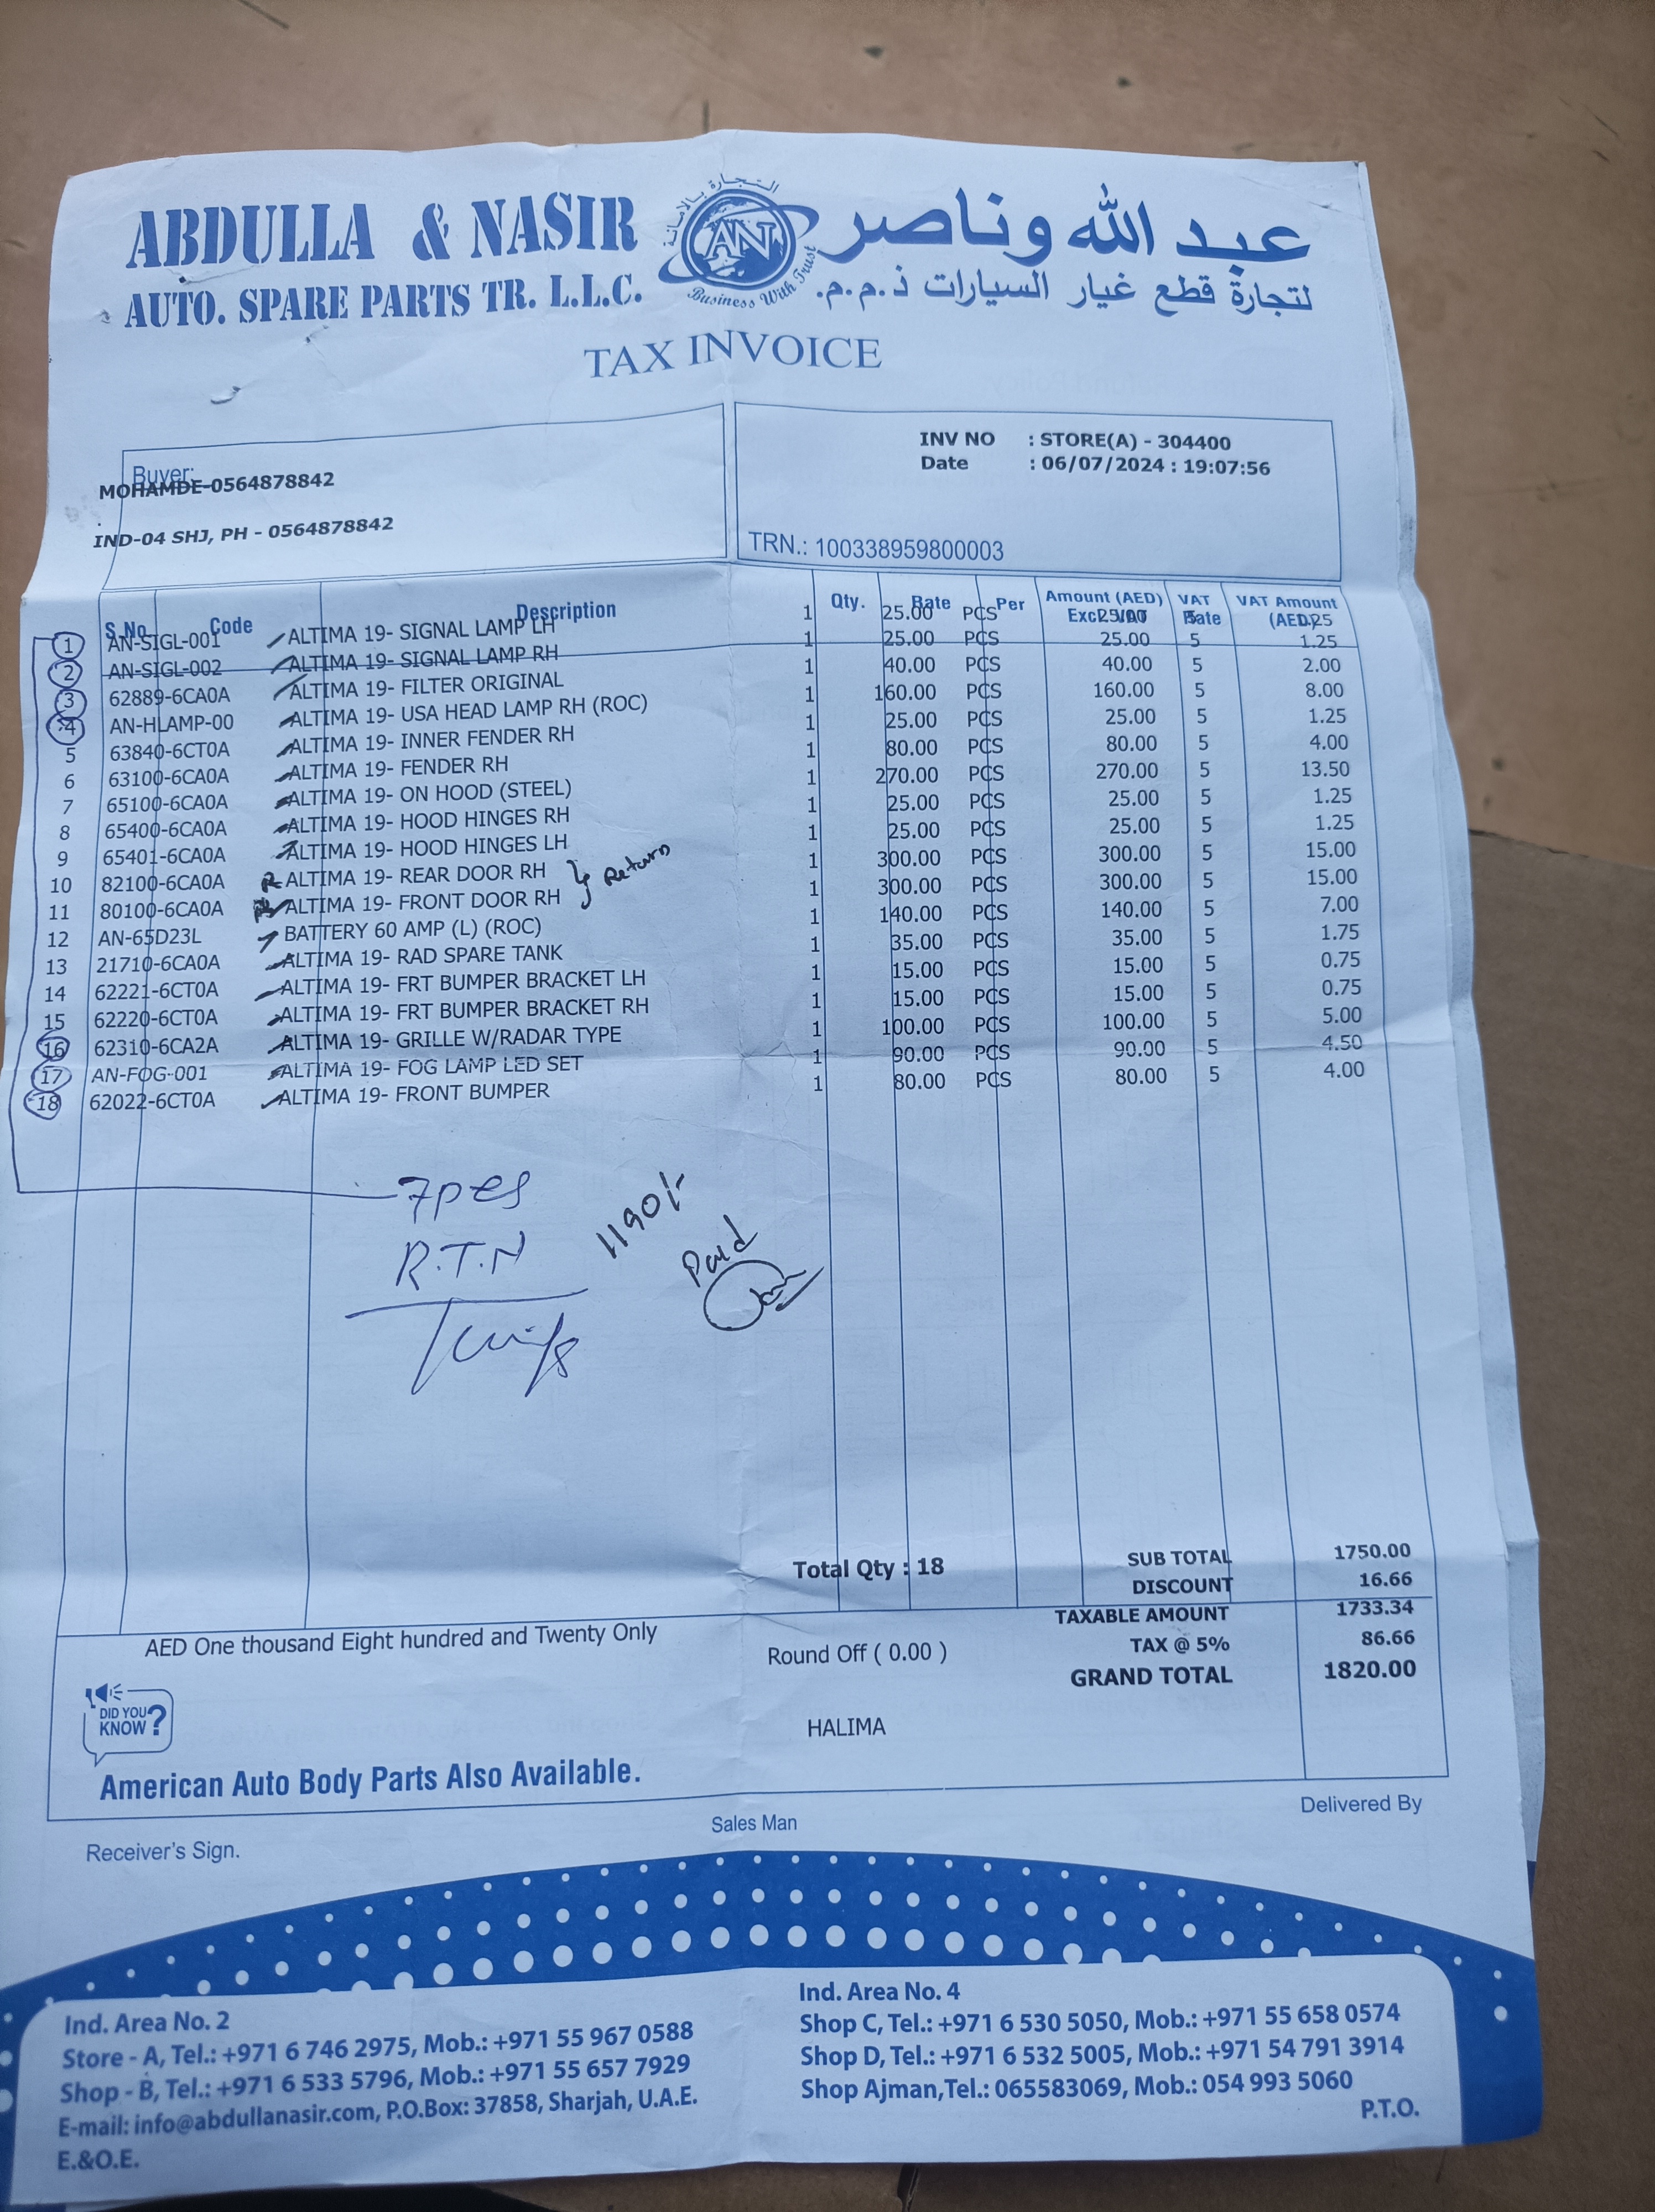 ABDULLA & NASIR
AUTO. SPARE PARTS TR. L.L.C.
التجارة بالأمانة
AN
Business With Trust
عبد الله وناصر
لتجارة قطع غيار السيارات ذ.م.م.
TAX INVOICE
Buyer:
MOHAMDE-0564878842
IND-04 SHJ, PH - 0564878842
INV NO : STORE(A) - 304400
Date : 06/07/2024 : 19:07:56
TRN.: 100338959800003
S.No. Code Description Qty. Rate Per Amount (AED) Excl. VAT VAT Rate VAT Amount (AED)
1 AN-SIGL-001 ALTIMA 19- SIGNAL LAMP LH 1 25.00 PCS 25.00 5 1.25
2 AN-SIGL-002 ALTIMA 19- SIGNAL LAMP RH 1 25.00 PCS 25.00 5 1.25
3 62889-6CA0A ALTIMA 19- FILTER ORIGINAL 1 40.00 PCS 40.00 5 2.00
4 AN-HLAMP-00 ALTIMA 19- USA HEAD LAMP RH (ROC) 1 160.00 PCS 160.00 5 8.00
5 63840-6CT0A ALTIMA 19- INNER FENDER RH 1 25.00 PCS 25.00 5 1.25
6 63100-6CA0A ALTIMA 19- FENDER RH 1 80.00 PCS 80.00 5 4.00
7 65100-6CA0A ALTIMA 19- ON HOOD (STEEL) 1 270.00 PCS 270.00 5 13.50
8 65400-6CA0A ALTIMA 19- HOOD HINGES RH 1 25.00 PCS 25.00 5 1.25
9 65401-6CA0A ALTIMA 19- HOOD HINGES LH 1 25.00 PCS 25.00 5 1.25
10 82100-6CA0A R ALTIMA 19- REAR DOOR RH 1 300.00 PCS 300.00 5 15.00
Return
11 80100-6CA0A ALTIMA 19- FRONT DOOR RH 1 300.00 PCS 300.00 5 15.00
12 AN-65D23L BATTERY 60 AMP (L) (ROC) 1 140.00 PCS 140.00 5 7.00
13 21710-6CA0A ALTIMA 19- RAD SPARE TANK 1 35.00 PCS 35.00 5 1.75
14 62221-6CT0A ALTIMA 19- FRT BUMPER BRACKET LH 1 15.00 PCS 15.00 5 0.75
15 62220-6CT0A ALTIMA 19- FRT BUMPER BRACKET RH 1 15.00 PCS 15.00 5 0.75
16 62310-6CA2A ALTIMA 19- GRILLE W/RADAR TYPE 1 100.00 PCS 100.00 5 5.00
17 AN-FOG-001 ALTIMA 19- FOG LAMP LED SET 1 90.00 PCS 90.00 5 4.50
18 62022-6CT0A ALTIMA 19- FRONT BUMPER 1 80.00 PCS 80.00 5 4.00
7pcs
R.T.N
1190/-
Paid
Total Qty : 18
SUB TOTAL 1750.00
DISCOUNT 16.66
TAXABLE AMOUNT 1733.34
TAX @ 5% 86.66
GRAND TOTAL 1820.00
AED One thousand Eight hundred and Twenty Only
Round Off ( 0.00 )
DID YOU KNOW ?
HALIMA
American Auto Body Parts Also Available.
Receiver's Sign.
Sales Man
Delivered By
Ind. Area No. 2
Store - A, Tel.: +971 6 746 2975, Mob.: +971 55 967 0588
Shop - B, Tel.: +971 6 533 5796, Mob.: +971 55 657 7929
E-mail: info@abdullanasir.com, P.O.Box: 37858, Sharjah, U.A.E.
E.&O.E.
Ind. Area No. 4
Shop C, Tel.: +971 6 530 5050, Mob.: +971 55 658 0574
Shop D, Tel.: +971 6 532 5005, Mob.: +971 54 791 3914
Shop Ajman,Tel.: 065583069, Mob.: 054 993 5060
P.T.O.